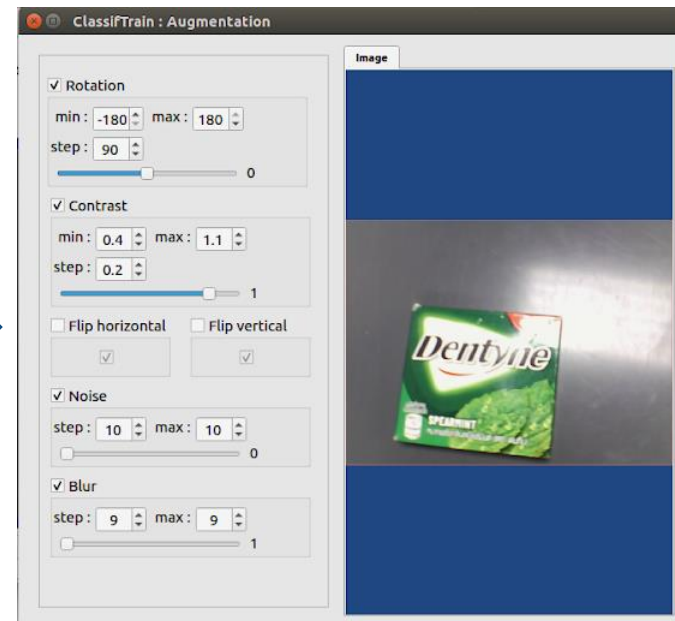 ClassifTrain : Augmentation
Image
Rotation
min : -180 max : 180
step : 90
0
Contrast
min : 0.4 max : 1.1
step : 0.2
1
Flip horizontal Flip vertical
Noise
step : 10 max : 10
0
Blur
step : 9 max : 9
1
Dentyne
SPEARMINT